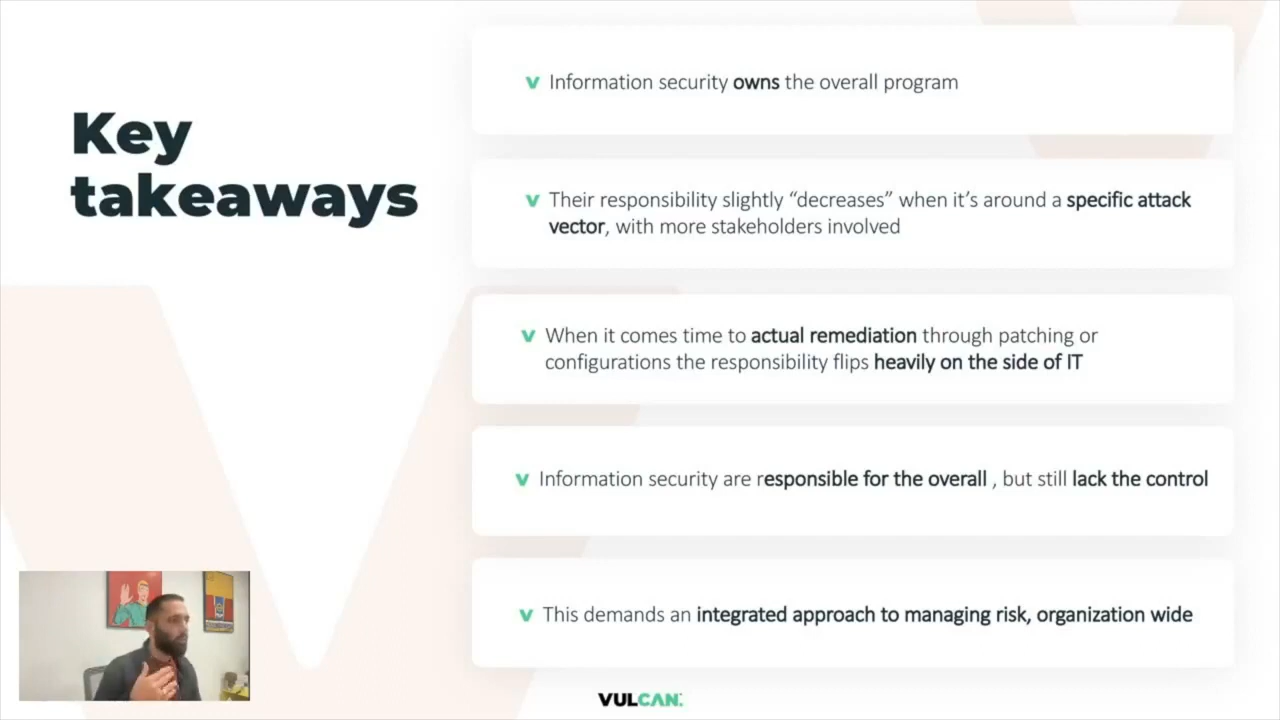 Key
takeaways
Information security owns the overall program
Their responsibility slightly “decreases” when it’s around a specific attack
vector, with more stakeholders involved
When it comes time to actual remediation through patching or
configurations the responsibility flips heavily on the side of IT
Information security are responsible for the overall , but still lack the control
This demands an integrated approach to managing risk, organization wide
VULCAN.